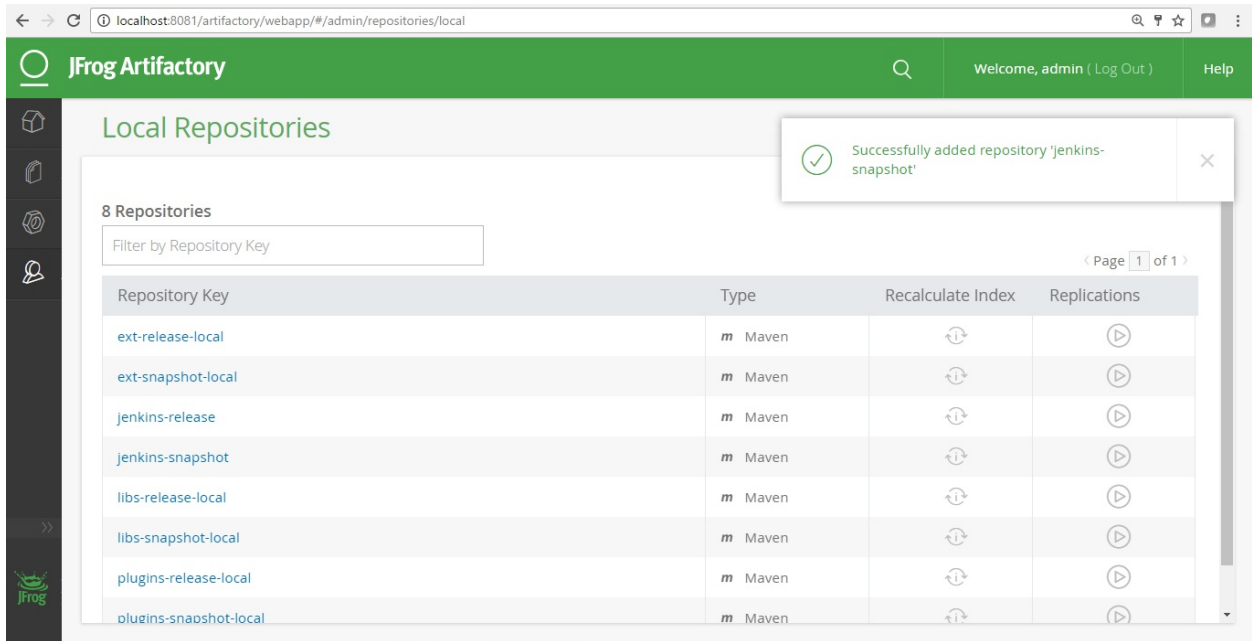 localhost:8081/artifactory/webapp/#/admin/repositories/local
JFrog Artifactory
Welcome, admin ( Log Out )
Help
Local Repositories
Successfully added repository 'jenkins-
snapshot'
8 Repositories
Filter by Repository Key
Page 1 of 1
Repository Key Type Recalculate Index Replications
ext-release-local m Maven
ext-snapshot-local m Maven
jenkins-release m Maven
jenkins-snapshot m Maven
libs-release-local m Maven
libs-snapshot-local m Maven
plugins-release-local m Maven
plugins-snapshot-local m Maven
JFrog